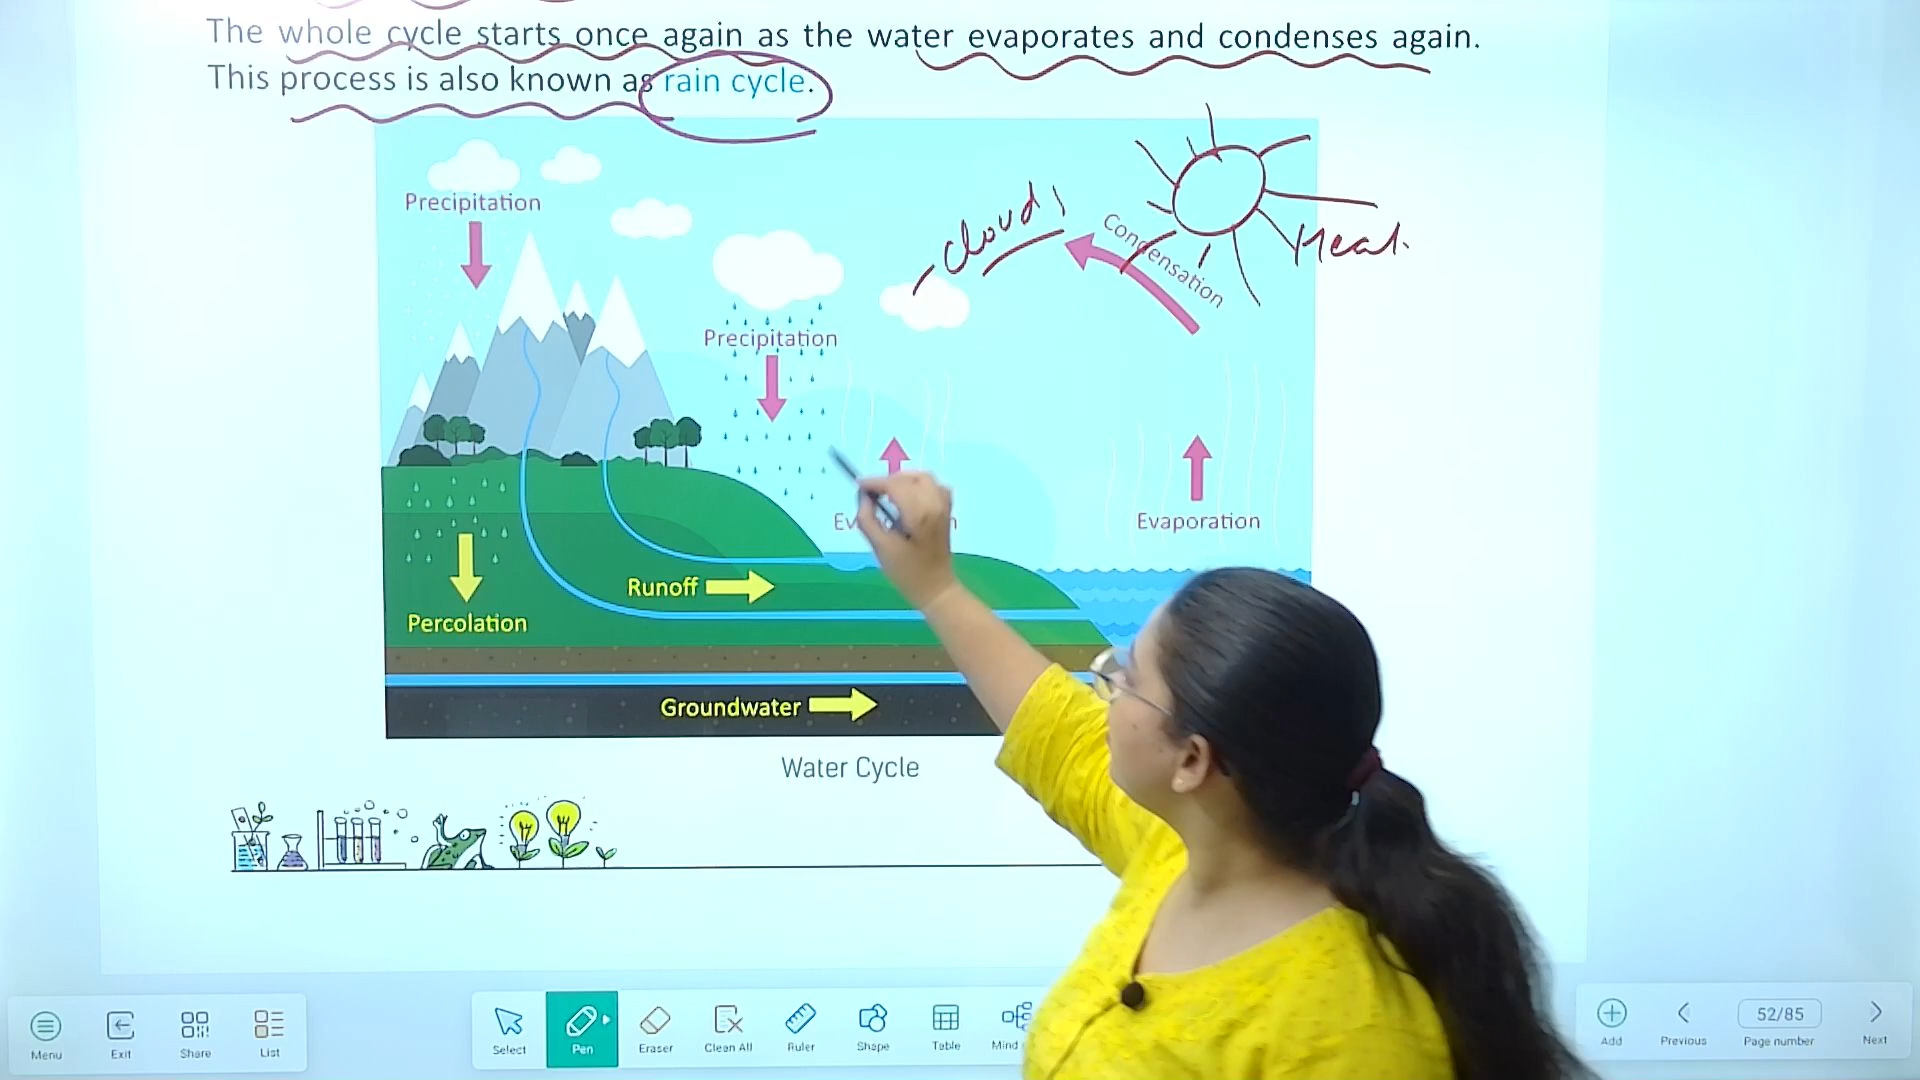 The whole cycle starts once again as the water evaporates and condenses again.
This process is also known as rain cycle.
Precipitation
Clouds
Condensation
Heat
Precipitation
Evaporation
Runoff
Percolation
Groundwater
Water Cycle
Menu
Exit
Share
List
Select
Pen
Eraser
Clean All
Ruler
Shape
Table
Mind
Add
Previous
52/85
Page number
Next